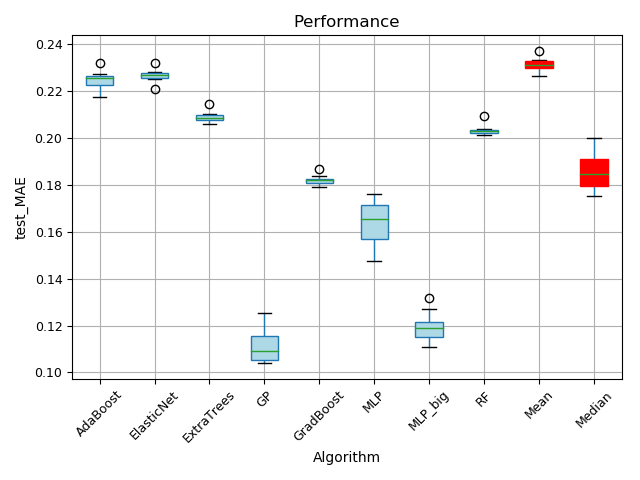 Performance
test_MAE
0.24
0.22
0.20
0.18
0.16
0.14
0.12
0.10
AdaBoost
ElasticNet
ExtraTrees
GP
GradBoost
MLP
MLP_big
RF
Mean
Median
Algorithm